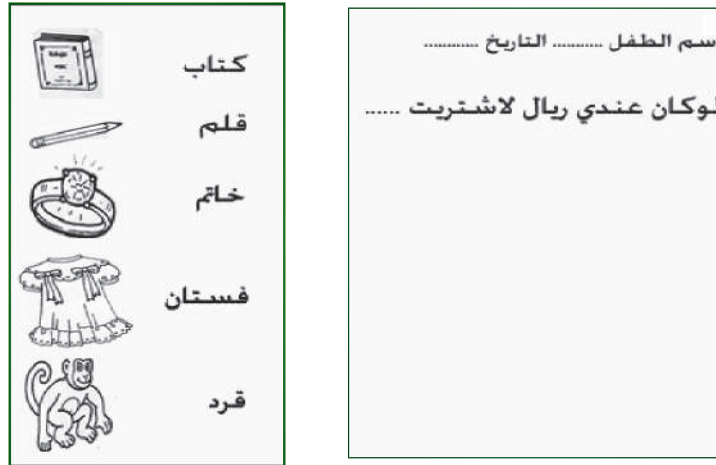 سم الطفل ........... التاريخ ...........
لوكان عندي ريال لاشتريت ......
كتاب
قلم
خاتم
فستان
قرد